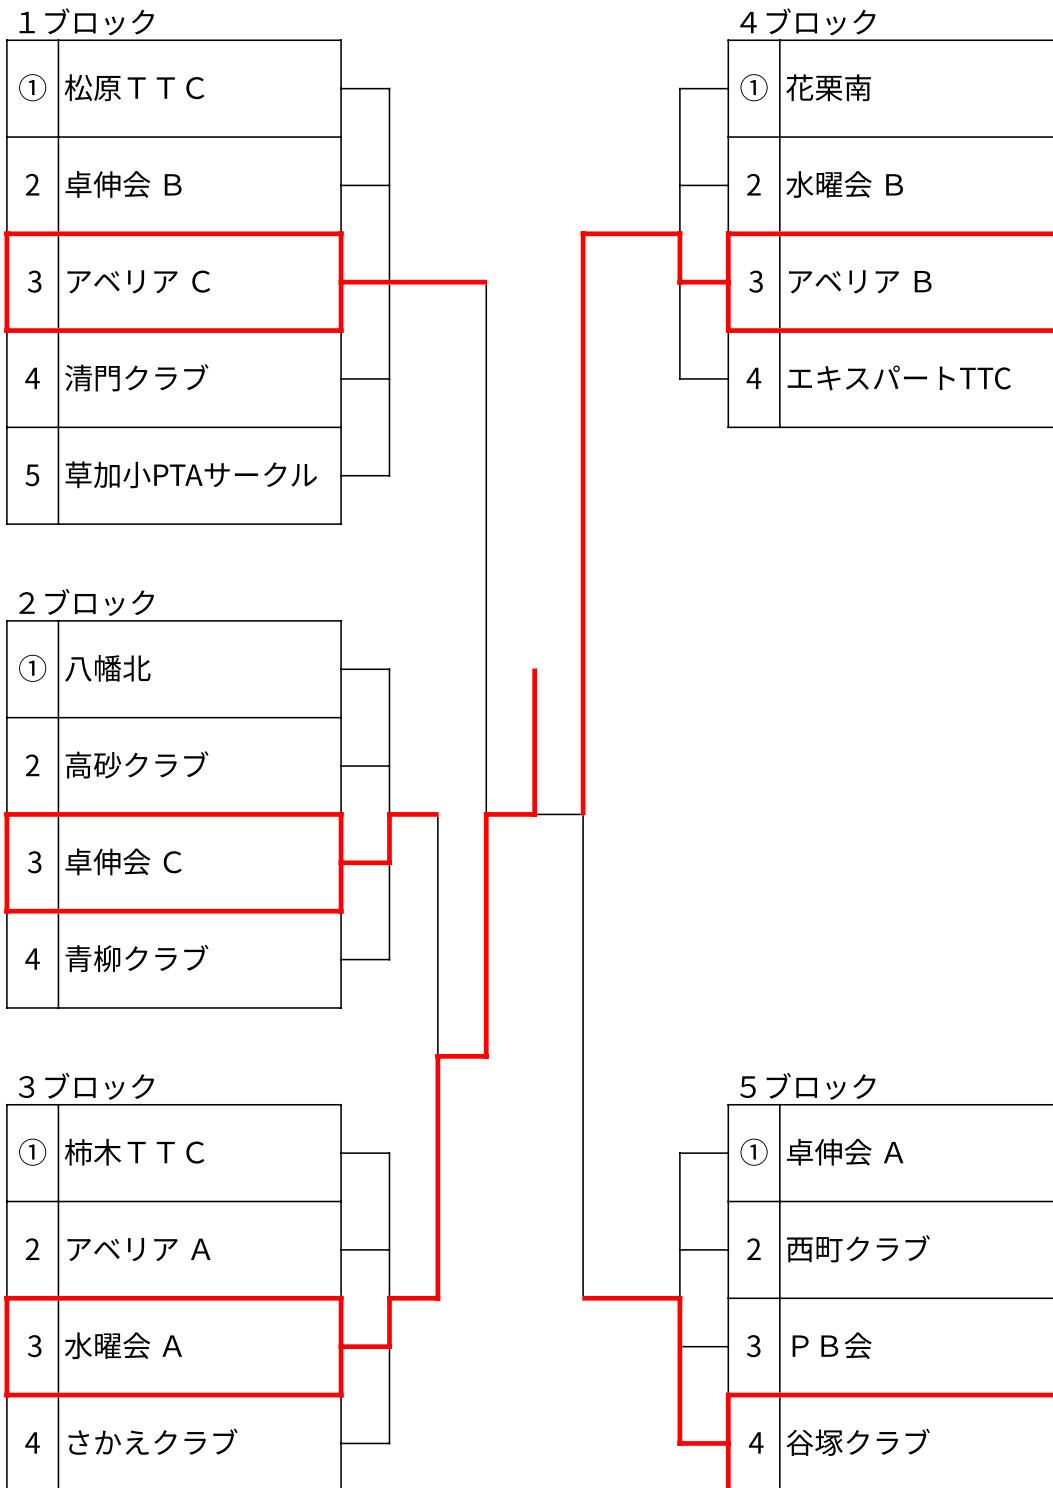 １ブロック
① 松原ＴＴＣ
2 卓伸会 Ｂ
3 アベリア Ｃ
4 清門クラブ
5 草加小PTAサークル
２ブロック
① 八幡北
2 高砂クラブ
3 卓伸会 Ｃ
4 青柳クラブ
３ブロック
① 柿木ＴＴＣ
2 アベリア Ａ
3 水曜会 Ａ
4 さかえクラブ
４ブロック
① 花栗南
2 水曜会 Ｂ
3 アベリア Ｂ
4 エキスパートTTC
５ブロック
① 卓伸会 Ａ
2 西町クラブ
3 ＰＢ会
4 谷塚クラブ